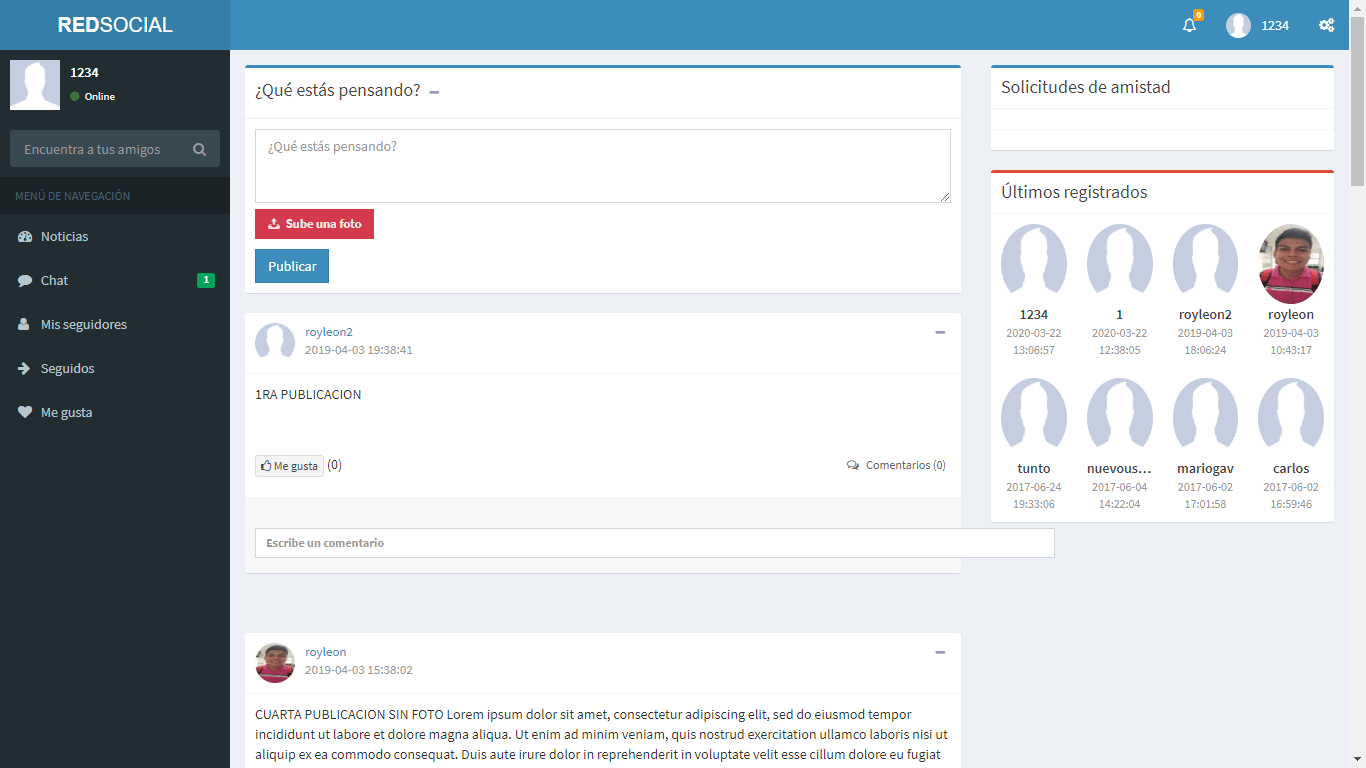 REDSOCIAL
0
1234
1234
Online
Encuentra a tus amigos
MENÚ DE NAVEGACIÓN
Noticias
Chat
1
Mis seguidores
Seguidos
Me gusta
¿Qué estás pensando?
¿Qué estás pensando?
Sube una foto
Publicar
royleon2
2019-04-03 19:38:41
1RA PUBLICACION
Me gusta (0)
Comentarios (0)
Escribe un comentario
royleon
2019-04-03 15:38:02
CUARTA PUBLICACION SIN FOTO Lorem ipsum dolor sit amet, consectetur adipiscing elit, sed do eiusmod tempor
incididunt ut labore et dolore magna aliqua. Ut enim ad minim veniam, quis nostrud exercitation ullamco laboris nisi ut
aliquip ex ea commodo consequat. Duis aute irure dolor in reprehenderit in voluptate velit esse cillum dolore eu fugiat
Solicitudes de amistad
Últimos registrados
1234
2020-03-22
13:06:57
1
2020-03-22
12:38:05
royleon2
2019-04-03
18:06:24
royleon
2019-04-03
10:43:17
tunto
2017-06-24
19:33:06
nuevous...
2017-06-04
14:22:04
mariogav
2017-06-02
17:01:58
carlos
2017-06-02
16:59:46